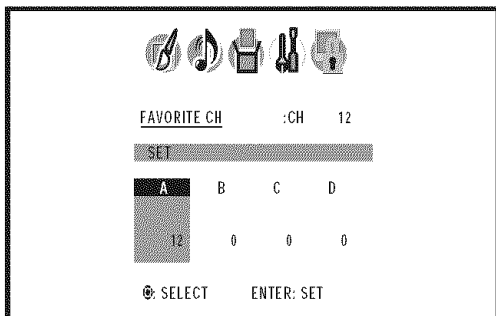 FAVORITE CH :CH 12
SET
A B C D
12 0 0 0
: SELECT ENTER: SET